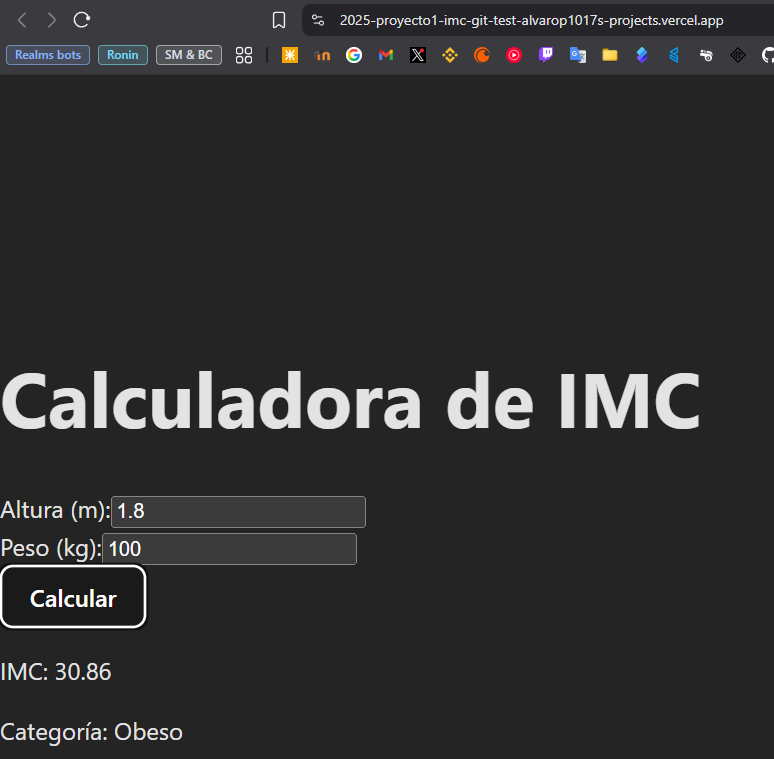 2025-proyecto1-imc-git-test-alvarop1017s-projects.vercel.app
Realms bots Ronin SM & BC
Calculadora de IMC
Altura (m): 1.8
Peso (kg): 100
Calcular
IMC: 30.86
Categoría: Obeso